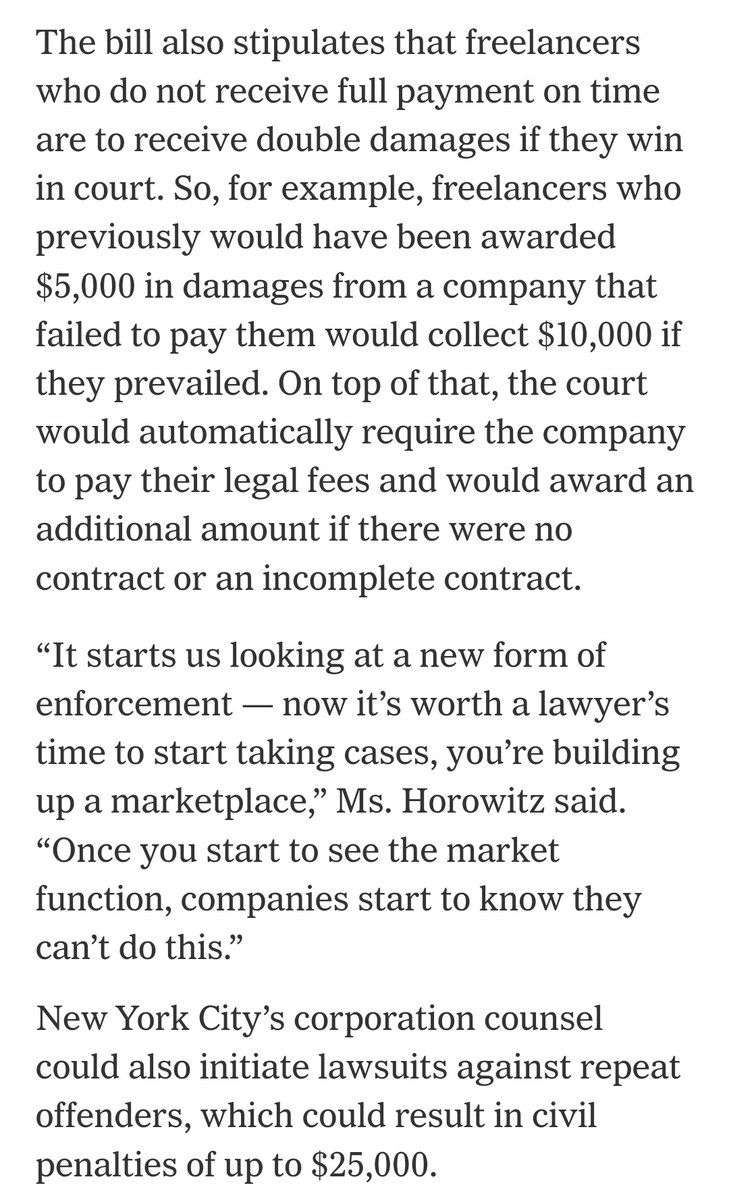 The bill also stipulates that freelancers
who do not receive full payment on time
are to receive double damages if they win
in court. So, for example, freelancers who
previously would have been awarded
$5,000 in damages from a company that
failed to pay them would collect $10,000 if
they prevailed. On top of that, the court
would automatically require the company
to pay their legal fees and would award an
additional amount if there were no
contract or an incomplete contract.
“It starts us looking at a new form of
enforcement — now it’s worth a lawyer’s
time to start taking cases, you’re building
up a marketplace,” Ms. Horowitz said.
“Once you start to see the market
function, companies start to know they
can’t do this.”
New York City’s corporation counsel
could also initiate lawsuits against repeat
offenders, which could result in civil
penalties of up to $25,000.